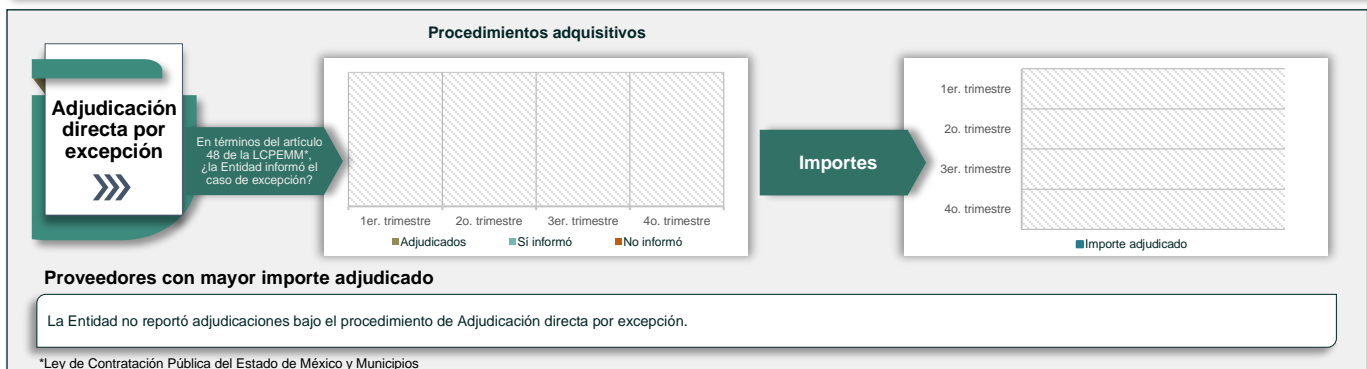 Procedimientos adquisitivos
Adjudicación
directa por
excepción
En términos del artículo
48 de la LCPEMM*,
¿la Entidad informó el
caso de excepción?
1er. trimestre
2o. trimestre
3er. trimestre
4o. trimestre
Adjudicados
Sí informó
No informó
Importes
1er. trimestre
2o. trimestre
3er. trimestre
4o. trimestre
Importe adjudicado
Proveedores con mayor importe adjudicado
La Entidad no reportó adjudicaciones bajo el procedimiento de Adjudicación directa por excepción.
*Ley de Contratación Pública del Estado de México y Municipios